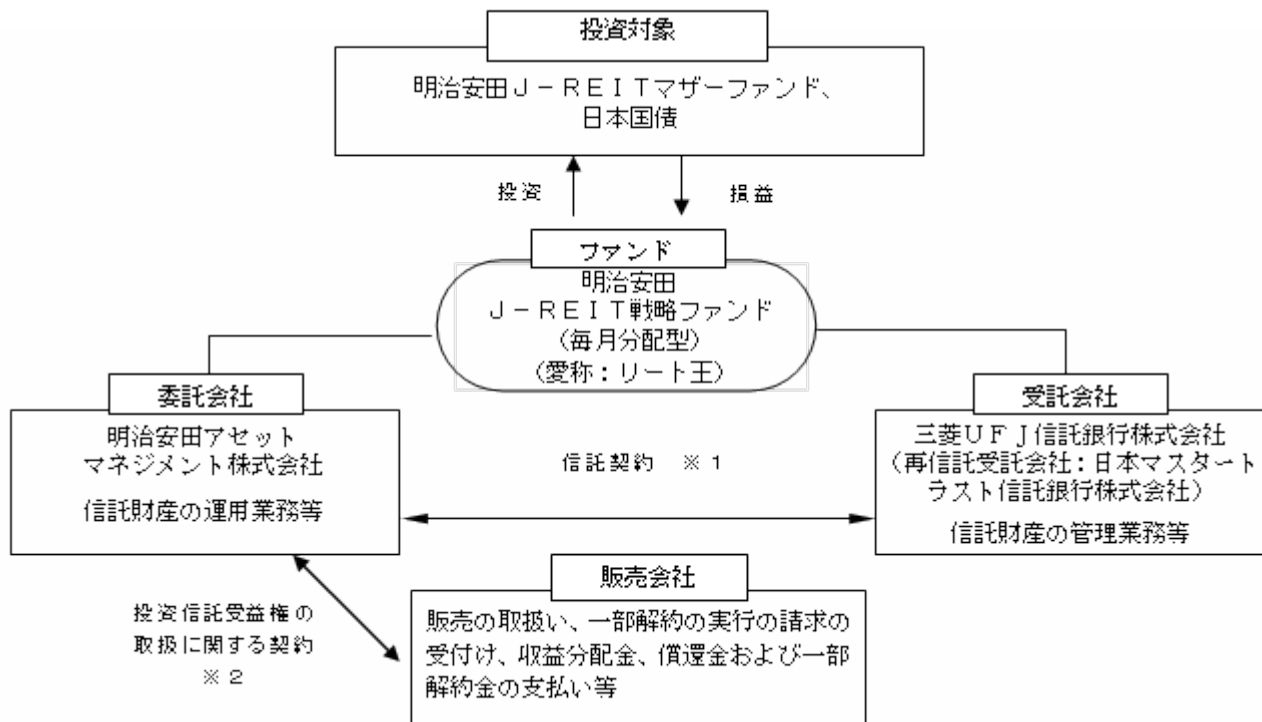 投資対象
明治安田Ｊ－ＲＥＩＴマザーファンド、
日本国債
投資
損益
ファンド
明治安田
Ｊ－ＲＥＩＴ戦略ファンド
（毎月分配型）
（愛称：リート王）
委託会社
明治安田アセット
マネジメント株式会社
信託財産の運用業務等
信託契約　※１
受託会社
三菱ＵＦＪ信託銀行株式会社
（再信託受託会社：日本マスタート
ラスト信託銀行株式会社）
信託財産の管理業務等
投資信託受益権の
取扱に関する契約
※２
販売会社
販売の取扱い、一部解約の実行の請求の
受付け、収益分配金、償還金および一部
解約金の支払い等